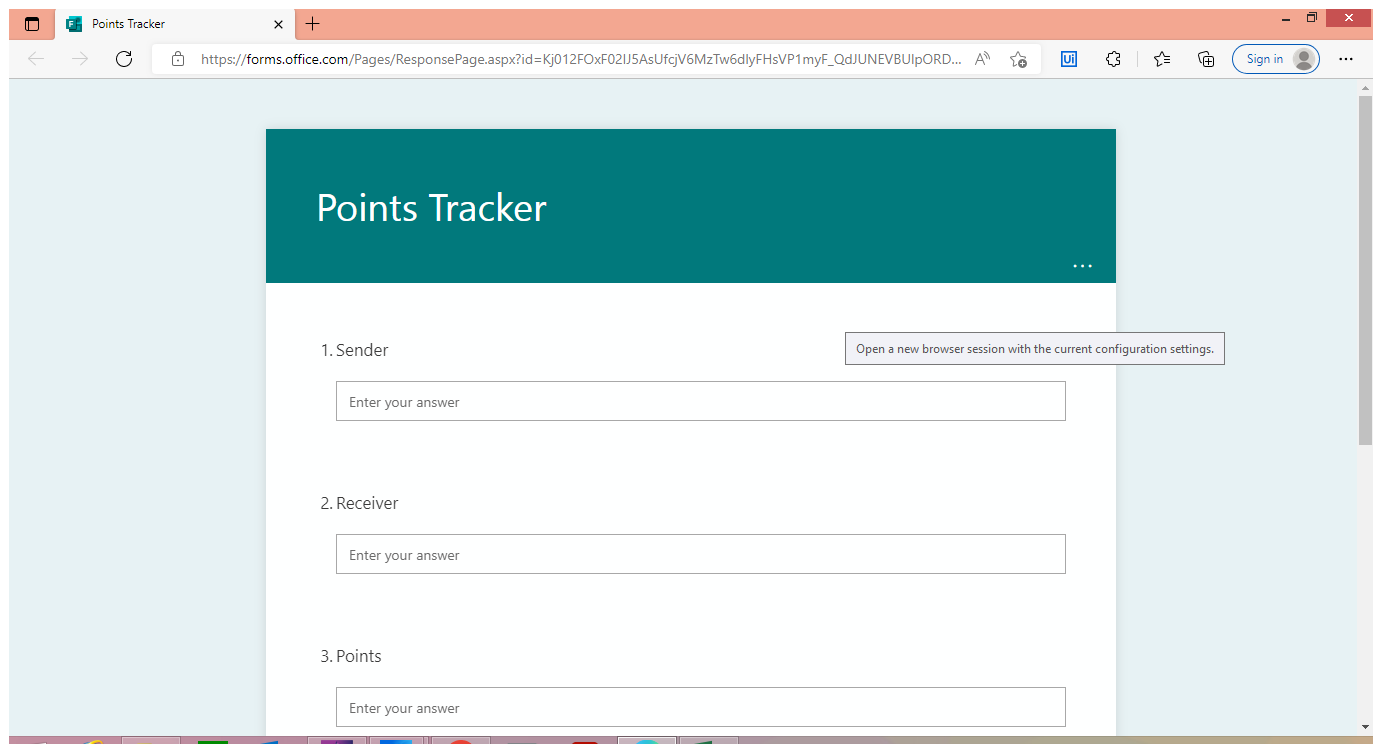 Points Tracker
https://forms.office.com/Pages/ResponsePage.aspx?id=Kj012FOxF02IJ5AsUfcjV6MzTw6dIyFHsVP1myF_QdJUNEVBUIpORD...
Ui
Sign in
Points Tracker
1. Sender
Open a new browser session with the current configuration settings.
Enter your answer
2. Receiver
Enter your answer
3. Points
Enter your answer